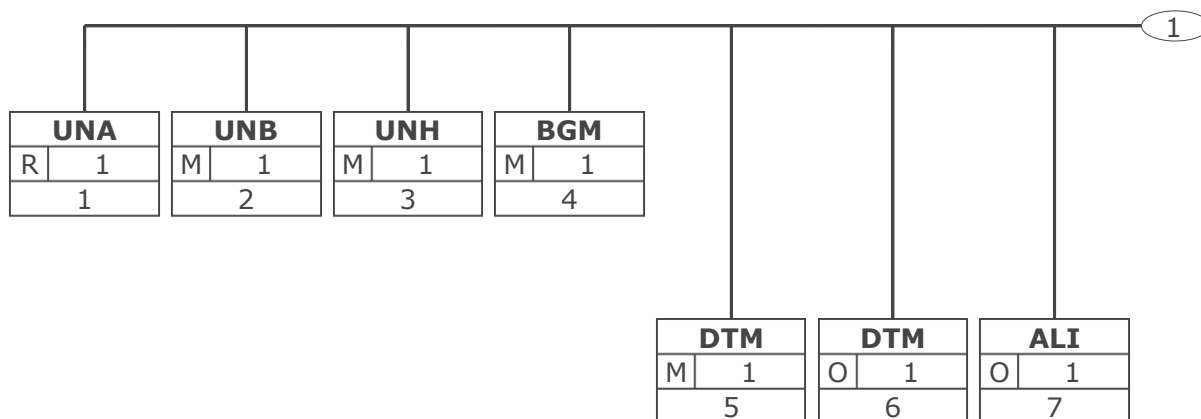 1
UNA UNB UNH BGM
R 1 M 1 M 1 M 1
1 2 3 4
DTM DTM ALI
M 1 O 1 O 1
5 6 7